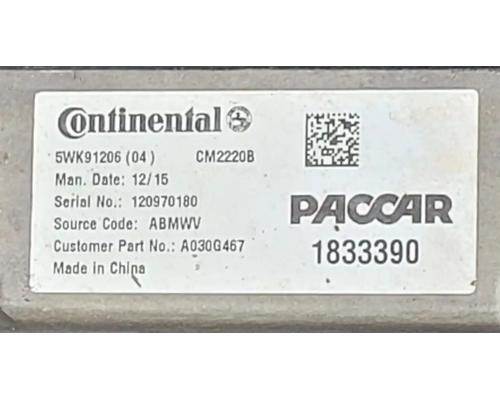 Continental
5WK91206 (04) CM2220B
Man. Date: 12/15
Serial No.: 120970180
Source Code: ABMWV
Customer Part No.: A030G467
Made in China
PACCAR
1833390